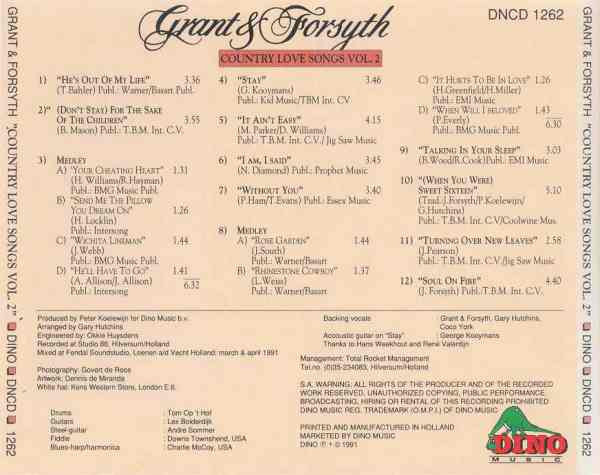 Grant & Forsyth
COUNTRY LOVE SONGS VOL. 2
DNCD 1262
GRANT & FORSYTH "COUNTRY LOVE SONGS VOL. 2" ■ DINO ■ DNCD ■ 1262
1) "HE'S OUT OF MY LIFE" 3.36
(T.Bahler) Publ.: Warner/Basart Publ.
2)* (DON'T STAY) FOR THE SAKE
OF THE CHILDREN" 3.55
(B. Mason) Publ.: T.B.M. Int. C.V.
3) MEDLEY
A) 'YOUR CHEATING HEART" 1.31
(H. Williams/R.Hayman)
Publ.: BMG Music Publ.
B) "SEND ME THE PILLOW
YOU DREAM ON" 1.26
(H. Locklin)
Publ.: Intersong
C) "WICHITA LINEMAN" 1.44
(J.Webb)
Publ.: BMG Music Publ.
D) "HE'LL HAVE TO GO" 1.41
(A. Allison/J. Allison)
Publ.: Intersong 6.32
4) "STAY" 3.46
(G. Kooymans)
Publ.: Kid Music/TBM Int. CV
5) "IT AIN'T EASY" 4.15
(M. Parker/D. Williams)
Publ.: T.B.M. Int. C.V./ Jig Saw Music
6) "I AM, I SAID" 3.45
(N. Diamond) Publ.: Prophet Music
7) "WITHOUT YOU" 3.40
(P.Ham/T.Evans) Publ.: Essex Music
8) MEDLEY
A) "ROSE GARDEN" 1.44
(J.South)
Publ.: Warner/Basart
B) "RHINESTONE COWBOY" 1.37
(L.Weiss)
Publ.: Warner/Basart
C) "IT HURTS TO BE IN LOVE" 1.26
(H.Greenfield/H.Miller)
Publ.: EMI Music
D) "WHEN WILL I BELOVED" 1.43
(P.Everly) 6.30
Publ.: BMG Music Publ.
9) "TALKING IN YOUR SLEEP" 3.03
(B.Wood/R.Cook)Publ.: EMI Music
10) "(WHEN YOU WERE)
SWEET SIXTEEN" 5.10
(Trad./J.Forsyth/P.Koelewijn/
G.Hutchins)
Publ.: T.B.M. Int. C.V/Coolwine Mus.
11) "TURNING OVER NEW LEAVES" 2.58
(J.Pearson)
Publ.: T.B.M. Int. C.V./Jig Saw Music
12) "SOUL ON FIRE" 4.40
(J. Forsyth) Publ.: T.B.M. Int. C.V.
Produced by Peter Koelewijn for Dino Music b.v.
Arranged by Gary Hutchins
Engineered by: Okkie Huysdens
Recorded at Studio 88, Hilversum/Holland
Mixed at Fendal Soundstudio, Loenen a/d Vecht Holland: march & april 1991
Photography: Govert de Roos
Artwork: Dennis de Miranda
White hat: Kens Western Store, London E.6.
Drums : Tom Op 't Hof
Guitars : Lex Bolderdijk
Steel-guitar : Andre Sommer
Fiddle : Downs Townshend, USA
Blues-harp/harmonica : Charlie McCoy, USA
Backing vocals : Grant & Forsyth, Gary Hutchins,
Coco York
Accoustic guitar on "Stay" : George Kooymans
Thanks to Hans Weekhout and René Valentijn
Management: Total Rocket Management
Tel.no. (0)35-234083, Hilversum/Holland
S.A. WARNING: ALL RIGHTS OF THE PRODUCER AND OF THE RECORDED
WORK RESERVED, UNAUTHORIZED COPYING, PUBLIC PERFORMANCE,
BROADCASTING, HIRING OR RENTAL OF THIS RECORDING PROHIBITED
DINO MUSIC REG. TRADEMARK (O.M.P.I.) OF DINO MUSIC
PRINTED AND MANUFACTURED IN HOLLAND
MARKETED BY DINO MUSIC
DINO ℗ • © 1991
DINO
MUSIC
GRANT & FORSYTH "COUNTRY LOVE SONGS VOL. 2" ■ DINO ■ DNCD ■ 1262